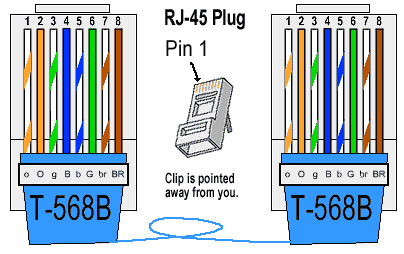 1 2 3 4 5 6 7 8
o O g B b G br BR
T-568B
RJ-45 Plug
Pin 1
Clip is pointed
away from you.
1 2 3 4 5 6 7 8
o O g B b G br BR
T-568B